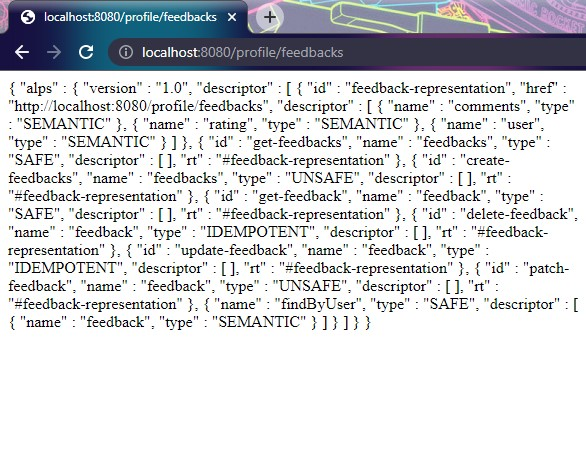 localhost:8080/profile/feedbacks
localhost:8080/profile/feedbacks
{ "alps" : { "version" : "1.0", "descriptor" : [ { "id" : "feedback-representation", "href" :
"http://localhost:8080/profile/feedbacks", "descriptor" : [ { "name" : "comments", "type"
: "SEMANTIC" }, { "name" : "rating", "type" : "SEMANTIC" }, { "name" : "user",
"type" : "SEMANTIC" } ] }, { "id" : "get-feedbacks", "name" : "feedbacks", "type" :
"SAFE", "descriptor" : [ ], "rt" : "#feedback-representation" }, { "id" : "create-
feedbacks", "name" : "feedbacks", "type" : "UNSAFE", "descriptor" : [ ], "rt" :
"#feedback-representation" }, { "id" : "get-feedback", "name" : "feedback", "type" :
"SAFE", "descriptor" : [ ], "rt" : "#feedback-representation" }, { "id" : "delete-feedback",
"name" : "feedback", "type" : "IDEMPOTENT", "descriptor" : [ ], "rt" : "#feedback-
representation" }, { "id" : "update-feedback", "name" : "feedback", "type" :
"IDEMPOTENT", "descriptor" : [ ], "rt" : "#feedback-representation" }, { "id" : "patch-
feedback", "name" : "feedback", "type" : "UNSAFE", "descriptor" : [ ], "rt" :
"#feedback-representation" }, { "name" : "findByUser", "type" : "SAFE", "descriptor" : [
{ "name" : "feedback", "type" : "SEMANTIC" } ] } ] } }